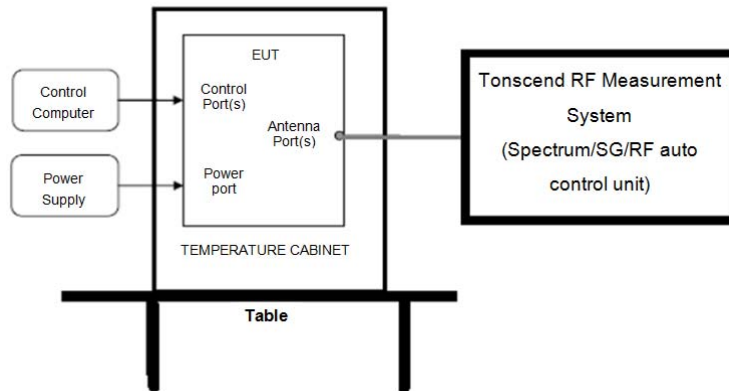 EUT
Control
Computer
Control
Port(s)
Antenna
Port(s)
Power
Supply
Power
port
TEMPERATURE CABINET
Table
Tonscend RF Measurement
System
(Spectrum/SG/RF auto
control unit)